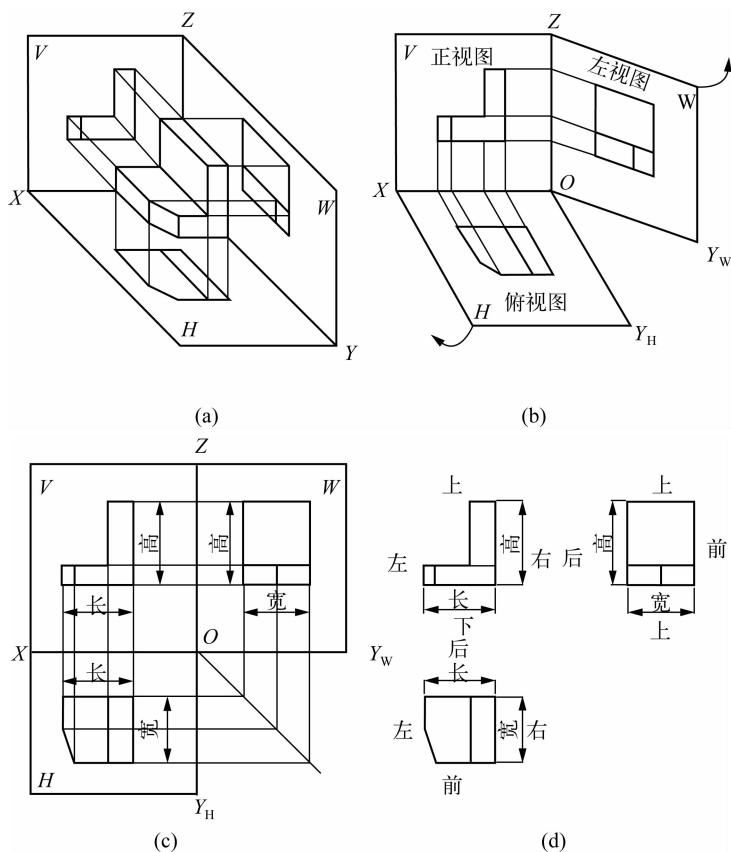 Z
V
X
W
H
Y
(a)
Z
V
正视图
左视图
W
X
O
Y_W
俯视图
H
Y_H
(b)
Z
V
W
高
高
长
宽
X
O
长
宽
H
Y_H
(c)
上
上
左
高
右
后
高
前
长
宽
下
上
后
Y_W
长
左
宽
右
前
(d)